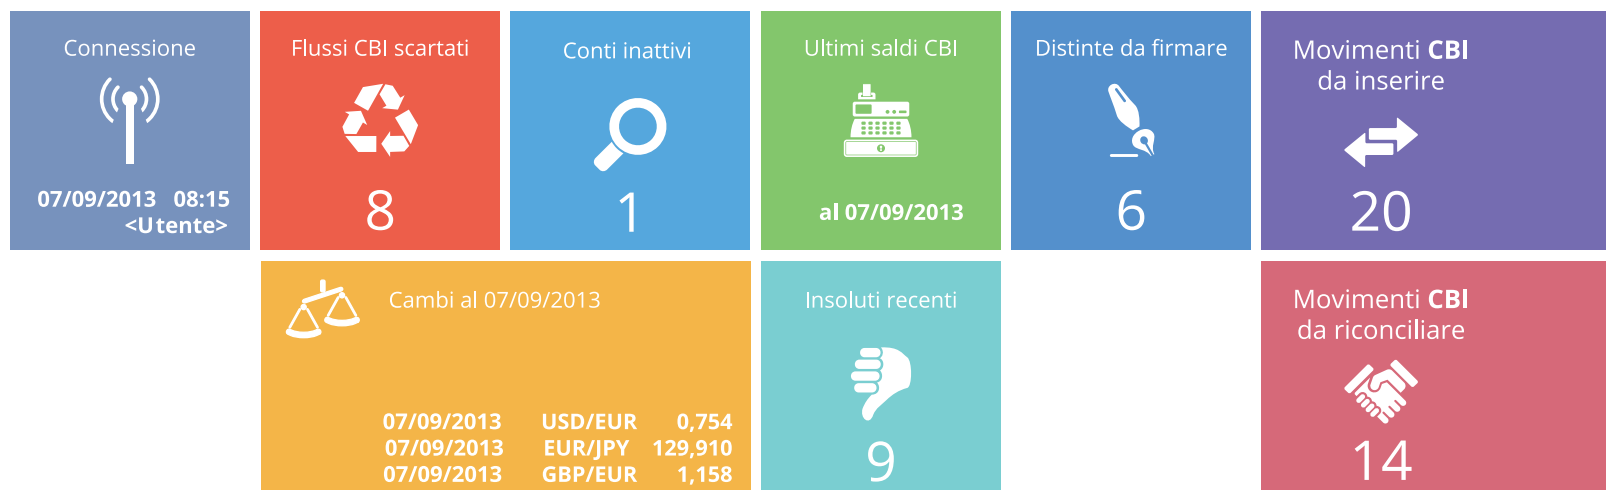 Connessione
07/09/2013 08:15
<Utente>
Flussi CBI scartati
8
Conti inattivi
1
Ultimi saldi CBI
al 07/09/2013
Distinte da firmare
6
Movimenti CBI
da inserire
20
Cambi al 07/09/2013
07/09/2013 USD/EUR 0,754
07/09/2013 EUR/JPY 129,910
07/09/2013 GBP/EUR 1,158
Insoluti recenti
9
Movimenti CBI
da riconciliare
14